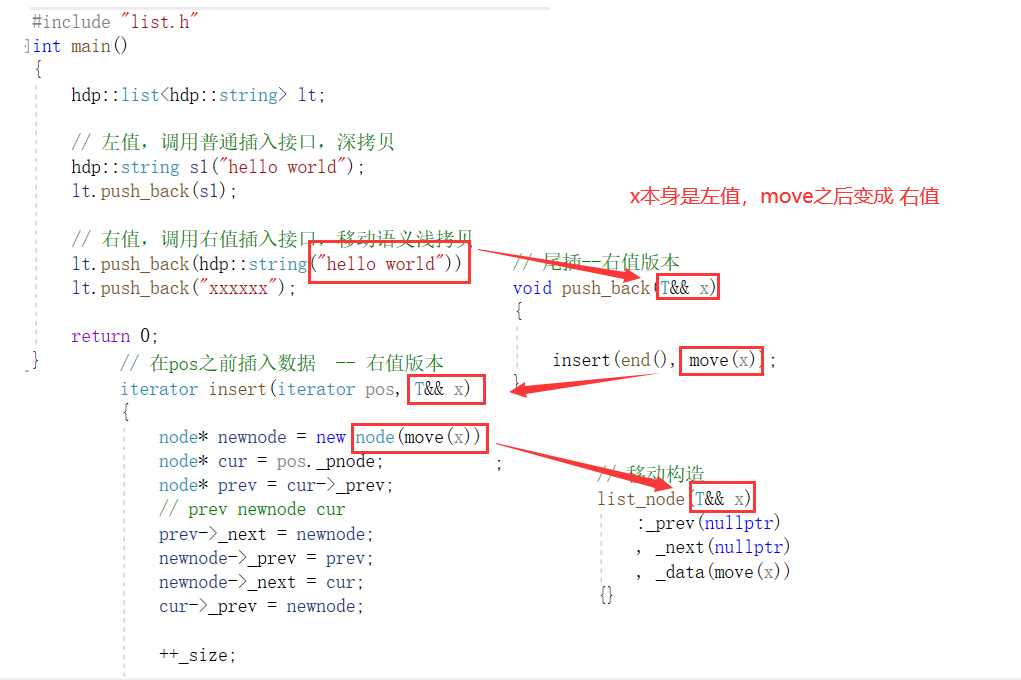 #include "list.h"
int main()
{
hdp::list<hdp::string> lt;
// 左值，调用普通插入接口，深拷贝
hdp::string s1("hello world");
lt.push_back(s1);
// 右值，调用右值插入接口，移动语义浅拷贝
lt.push_back(hdp::string("hello world"));
lt.push_back("xxxxxx");
return 0;
}
x本身是左值，move之后变成 右值
// 尾插--右值版本
void push_back(T&& x)
{
insert(end(), move(x));
}
// 在pos之前插入数据 -- 右值版本
iterator insert(iterator pos, T&& x)
{
node* newnode = new node(move(x));
node* cur = pos._pnode;
node* prev = cur->_prev;
// prev newnode cur
prev->_next = newnode;
newnode->_prev = prev;
newnode->_next = cur;
cur->_prev = newnode;
++_size;
;
// 移动构造
list_node(T&& x)
:_prev(nullptr)
, _next(nullptr)
, _data(move(x))
{}